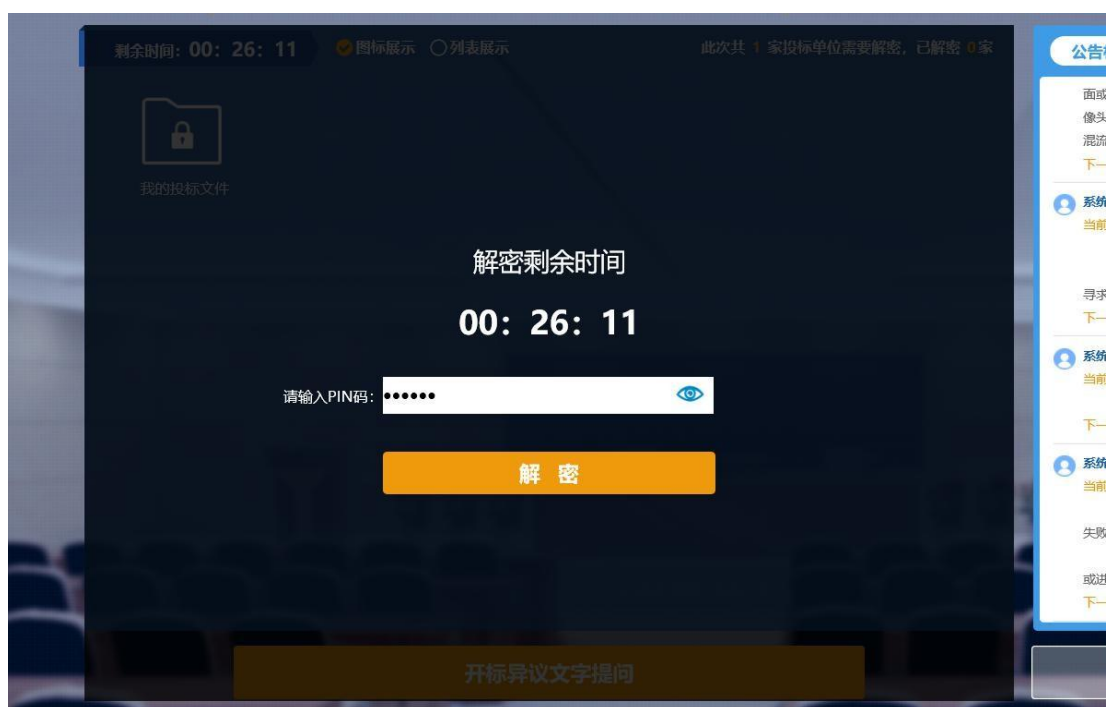 剩余时间：00：26：11 图标展示 列表展示 此次共 1 家投标单位需要解密，已解密 0家
我的投标文件
解密剩余时间
00：26：11
请输入PIN码：••••••
解 密
开标异议文字提问
公告
面或
像头
混流
下一
系统
当前
寻求
下一
系统
当前
下一
系统
当前
失败
或进
下一